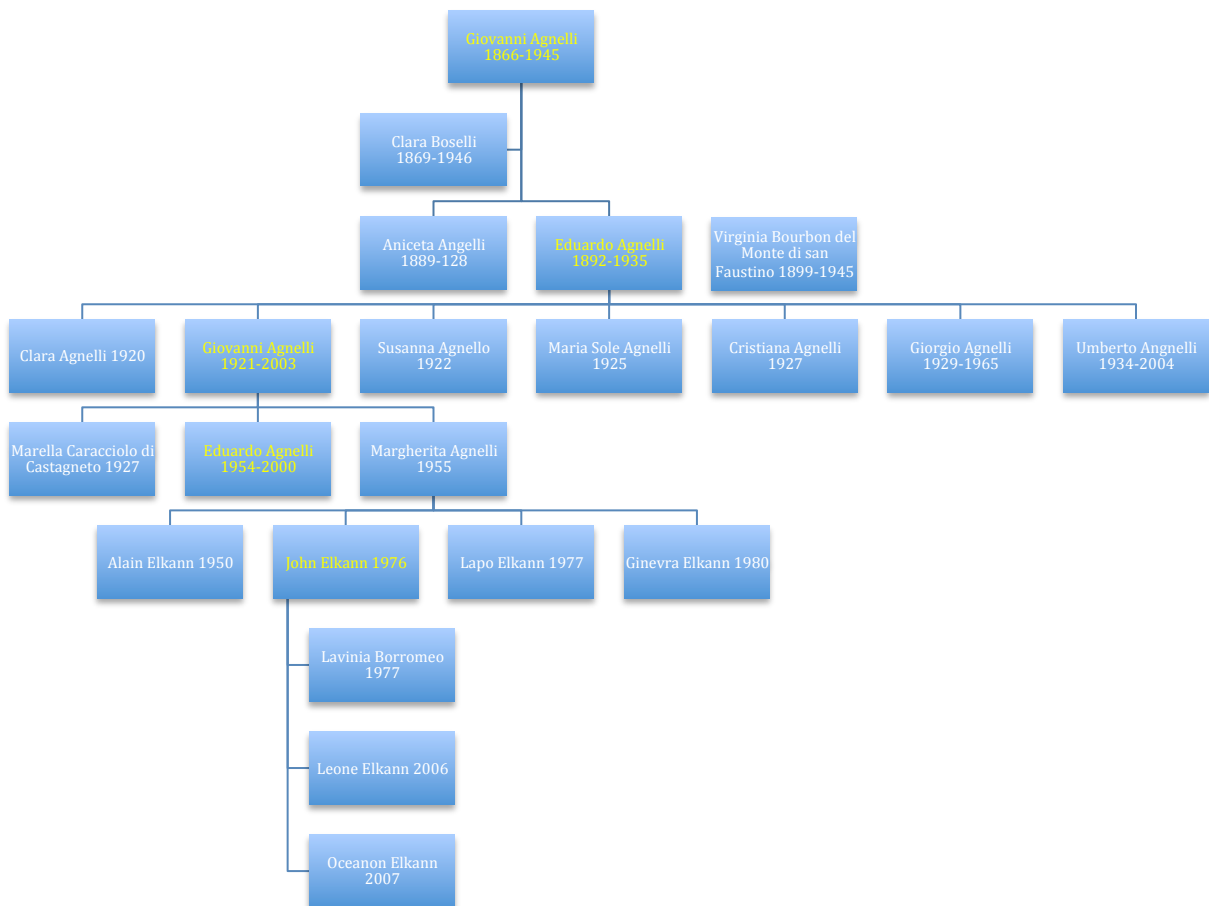 Giovanni Agnelli
1866-1945
Clara Boselli
1869-1946
Aniceta Angelli
1889-128
Eduardo Agnelli
1892-1935
Virginia Bourbon del
Monte di san
Faustino 1899-1945
Clara Agnelli 1920
Giovanni Agnelli
1921-2003
Susanna Agnello
1922
Maria Sole Agnelli
1925
Cristiana Agnelli
1927
Giorgio Agnelli
1929-1965
Umberto Angnelli
1934-2004
Marella Caracciolo di
Castagneto 1927
Eduardo Agnelli
1954-2000
Margherita Agnelli
1955
Alain Elkann 1950
John Elkann 1976
Lapo Elkann 1977
Ginevra Elkann 1980
Lavinia Borromeo
1977
Leone Elkann 2006
Oceanon Elkann
2007